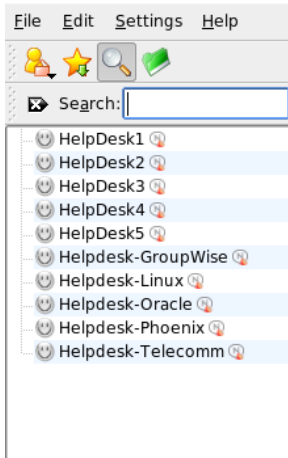 File Edit Settings Help
Search:
HelpDesk1
HelpDesk2
HelpDesk3
HelpDesk4
HelpDesk5
Helpdesk-GroupWise
Helpdesk-Linux
Helpdesk-Oracle
Helpdesk-Phoenix
Helpdesk-Telecomm